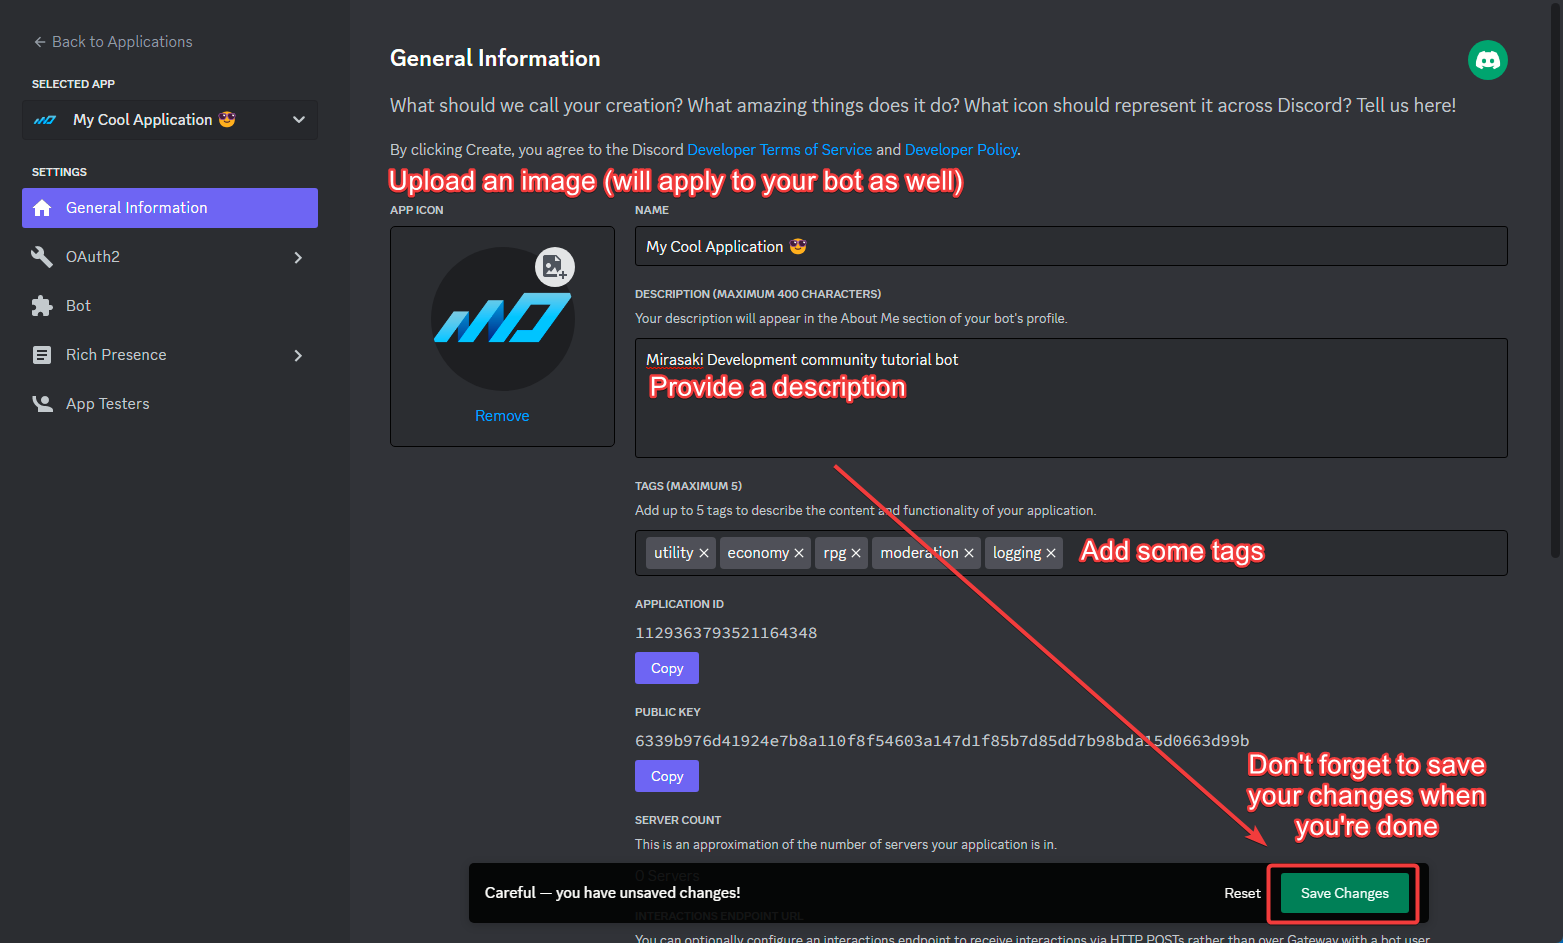 Back to Applications
SELECTED APP
My Cool Application 😎
SETTINGS
General Information
OAuth2
Bot
Rich Presence
App Testers
General Information
What should we call your creation? What amazing things does it do? What icon should represent it across Discord? Tell us here!
By clicking Create, you agree to the Discord Developer Terms of Service and Developer Policy.
Upload an image (will apply to your bot as well)
APP ICON
Remove
NAME
My Cool Application 😎
DESCRIPTION (MAXIMUM 400 CHARACTERS)
Your description will appear in the About Me section of your bot's profile.
Mirasaki Development community tutorial bot
Provide a description
TAGS (MAXIMUM 5)
Add up to 5 tags to describe the content and functionality of your application.
utility × economy × rpg × moderation × logging × Add some tags
APPLICATION ID
1129363793521164348
Copy
PUBLIC KEY
6339b976d41924e7b8a110f8f54603a147d1f85b7d85dd7b98bda15d0663d99b
Copy
Don't forget to save
your changes when
you're done
SERVER COUNT
This is an approximation of the number of servers your application is in.
0 Servers
Careful — you have unsaved changes!
Reset
Save Changes
INTERACTIONS ENDPOINT URL
You can optionally configure an interactions endpoint to receive interactions via HTTP POSTs rather than over Gateway with a bot user